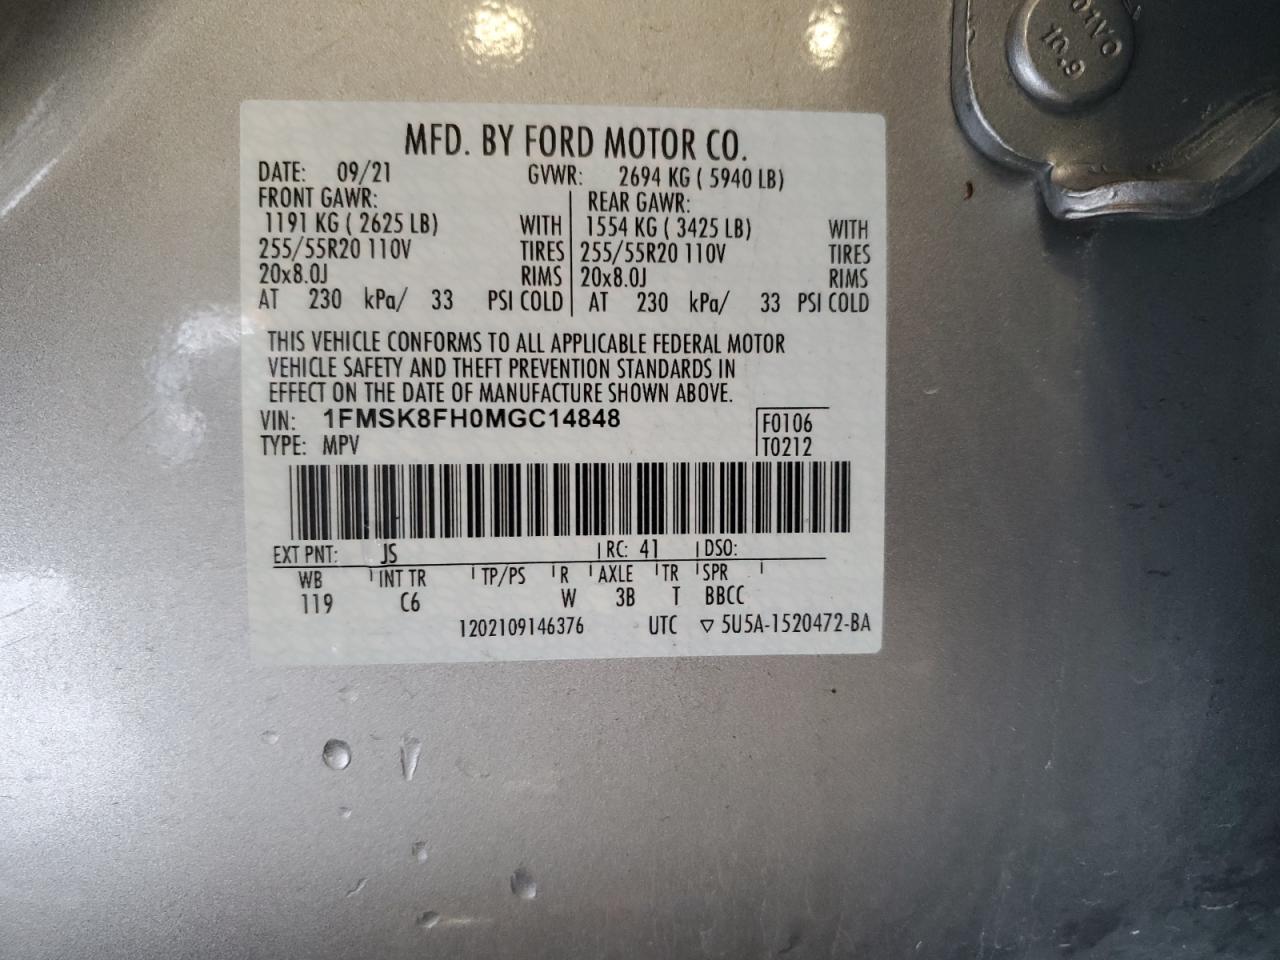 01VO
10.9
MFD. BY FORD MOTOR CO.
DATE: 09/21 GVWR: 2694 KG ( 5940 LB)
FRONT GAWR: REAR GAWR:
1191 KG ( 2625 LB) WITH 1554 KG ( 3425 LB) WITH
255/55R20 110V TIRES 255/55R20 110V TIRES
20x8.0J RIMS 20x8.0J RIMS
AT 230 kPa/ 33 PSI COLD AT 230 kPa/ 33 PSI COLD
THIS VEHICLE CONFORMS TO ALL APPLICABLE FEDERAL MOTOR
VEHICLE SAFETY AND THEFT PREVENTION STANDARDS IN
EFFECT ON THE DATE OF MANUFACTURE SHOWN ABOVE.
VIN: 1FMSK8FH0MGC14848 F0106
TYPE: MPV T0212
EXT PNT: JS RC: 41 DSO:
WB INT TR TP/PS R AXLE TR SPR
119 C6 W 3B T BBCC
1202109146376 UTC ▽ 5U5A-1520472-BA